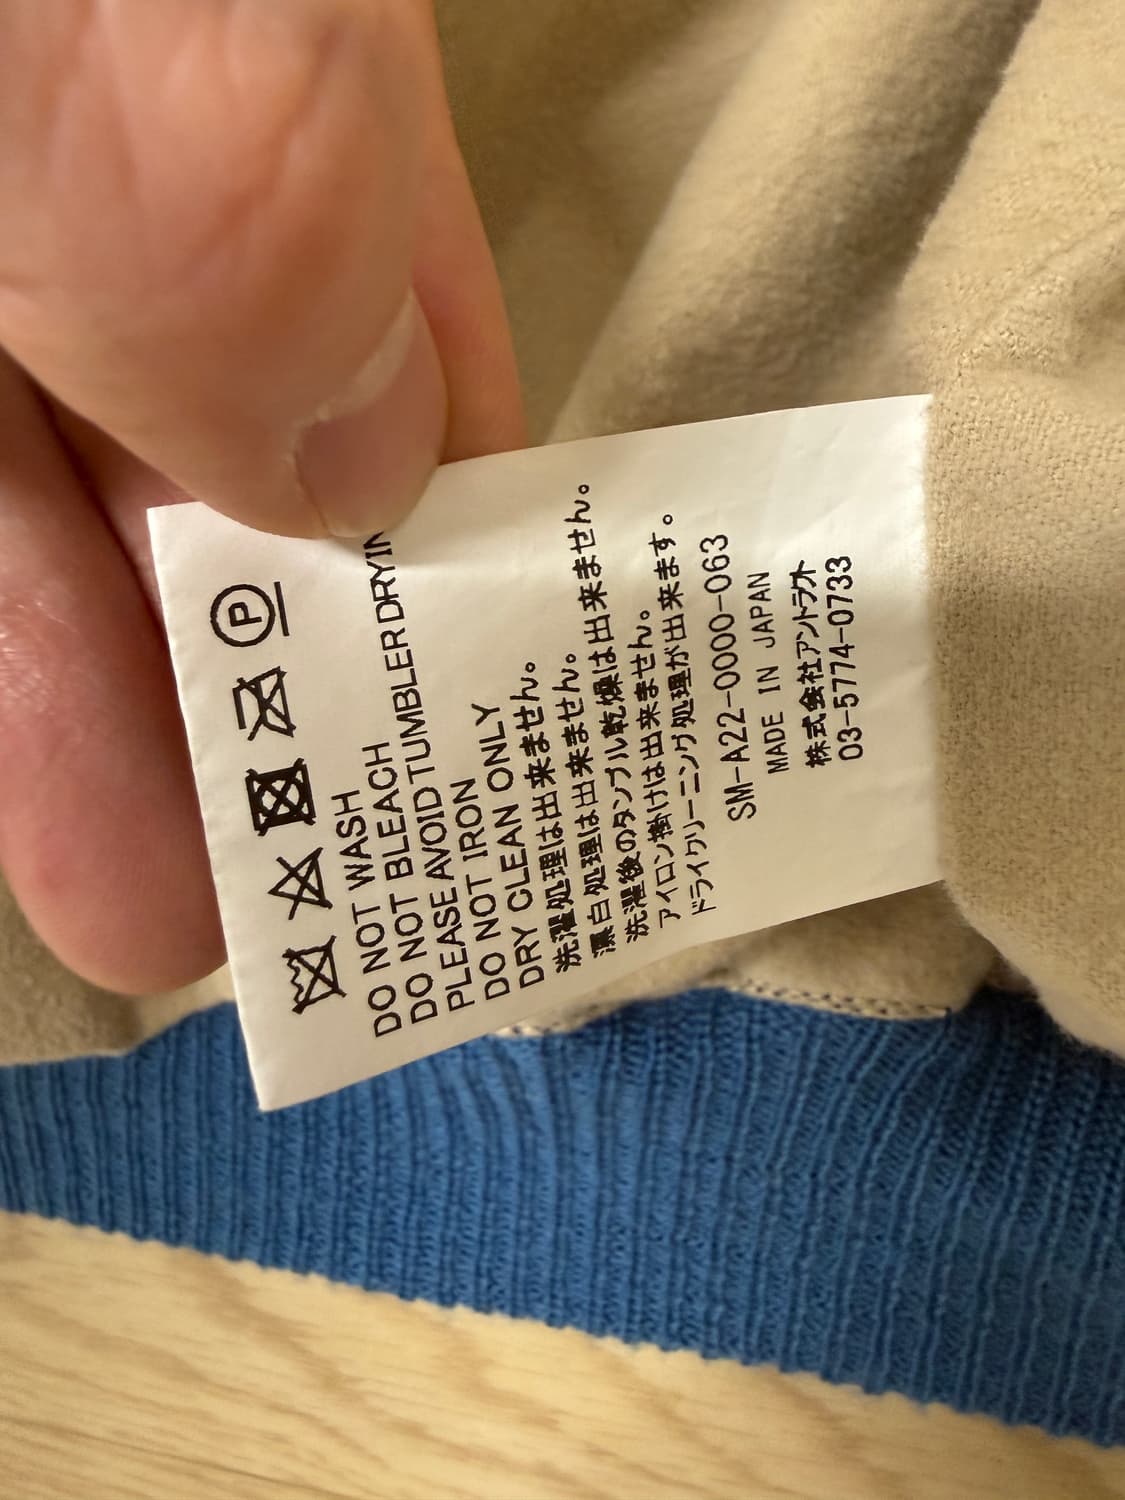 P
DO NOT WASH
DO NOT BLEACH
DO NOT TUMBLER DRYIN
PLEASE AVOID
DO NOT IRON
DRY CLEAN ONLY
洗濯処理は出来ません。
漂白処理は出来ません。
洗濯後のタンブル乾燥は出来ません。
アイロン掛けは出来ません。
ドライクリーニング処理が出来ます。
SM-A22-0000-063
MADE IN JAPAN
株式会社アントラクト
03-5774-0733